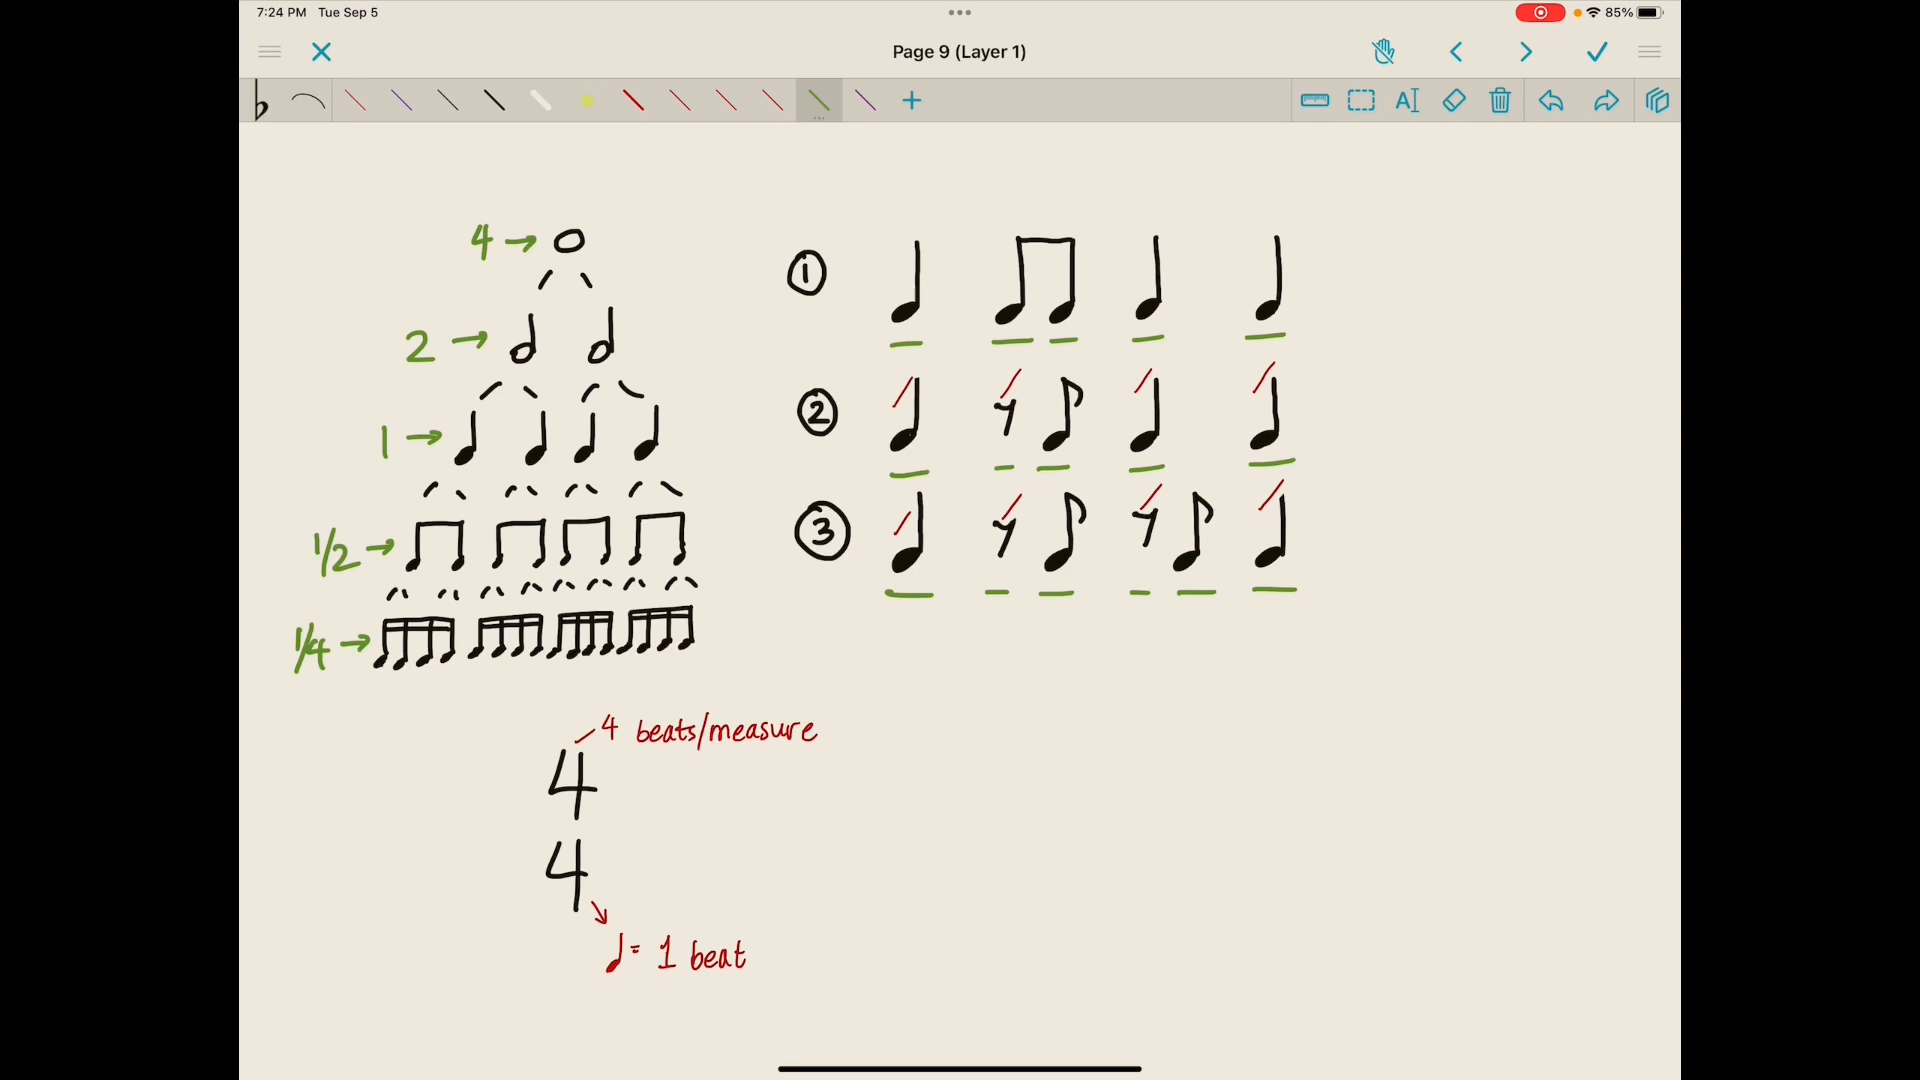 7:24 PM Tue Sep 5
85%
Page 9 (Layer 1)
A
4 →
2 →
1 →
1/2 →
1/4 →
1
2
3
4 beats/measure
4
4
= 1 beat